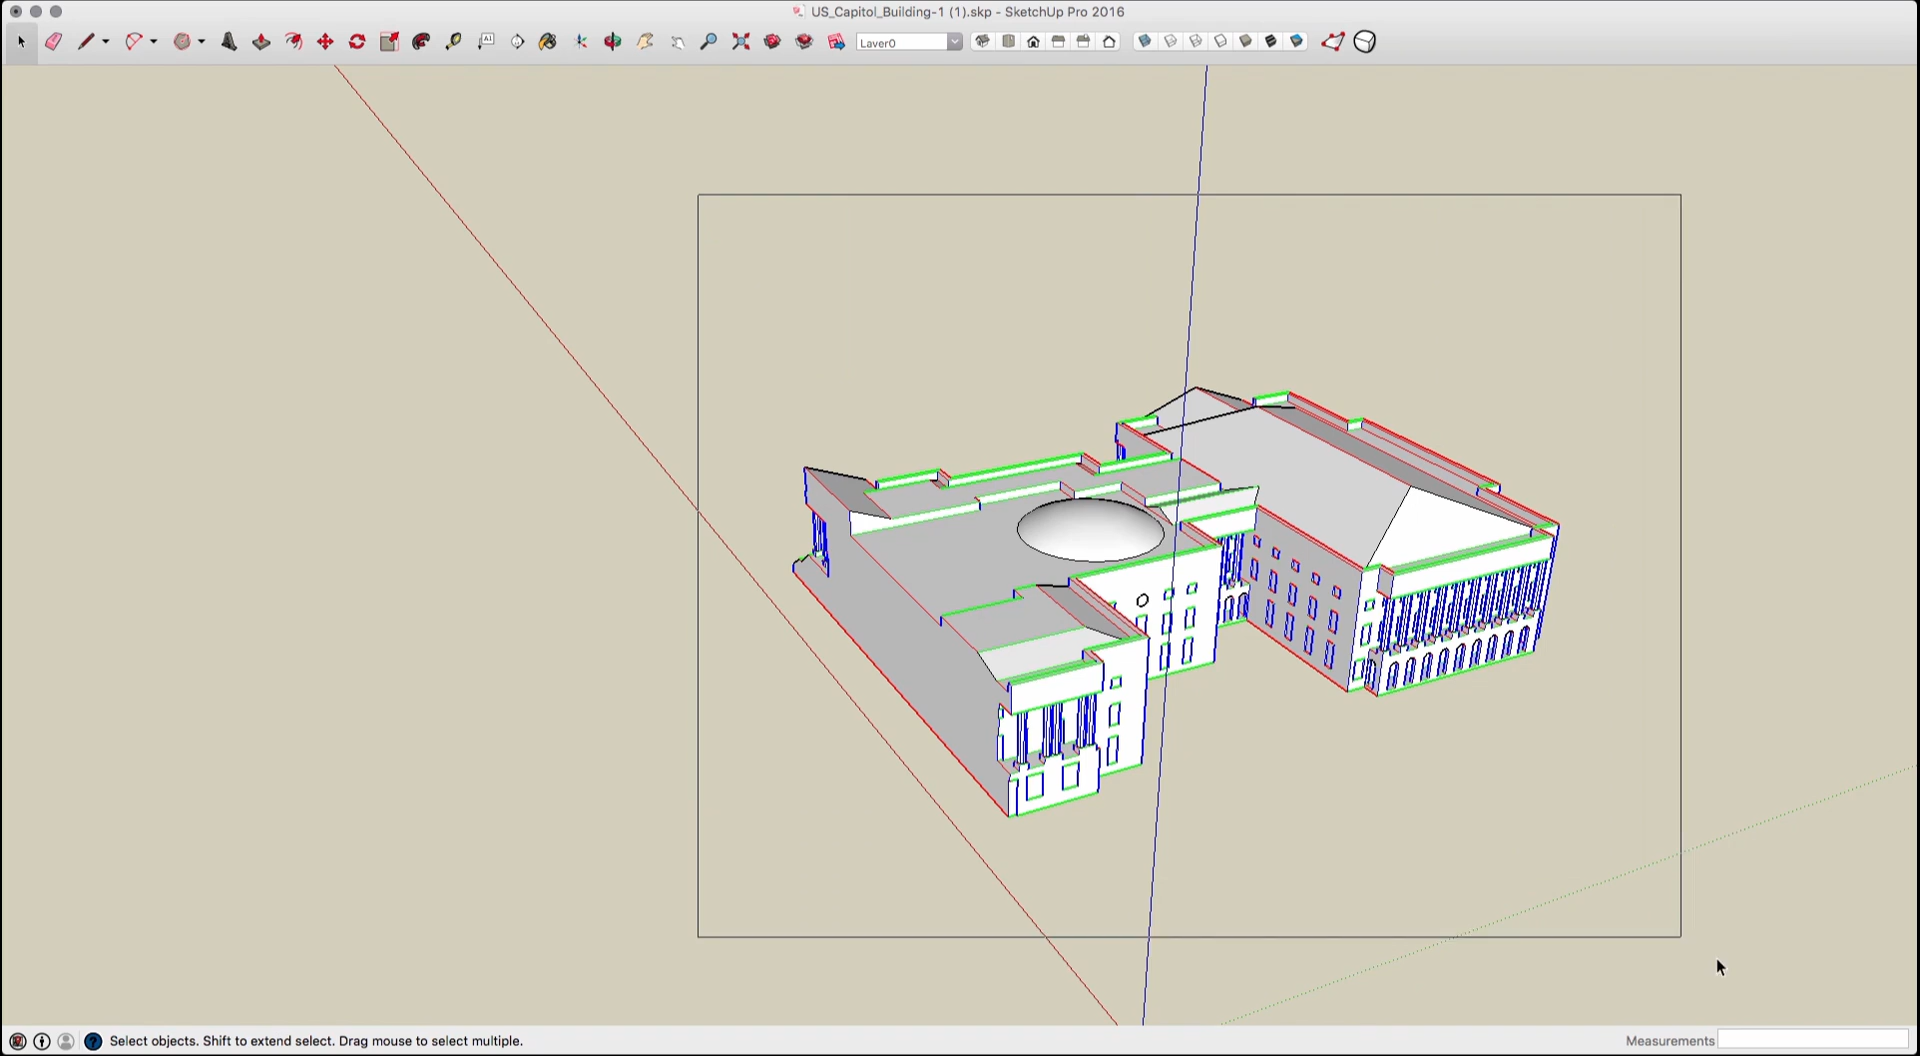 US_Capitol_Building-1 (1).skp - SketchUp Pro 2016
A1
Layer0
Select objects. Shift to extend select. Drag mouse to select multiple.
Measurements